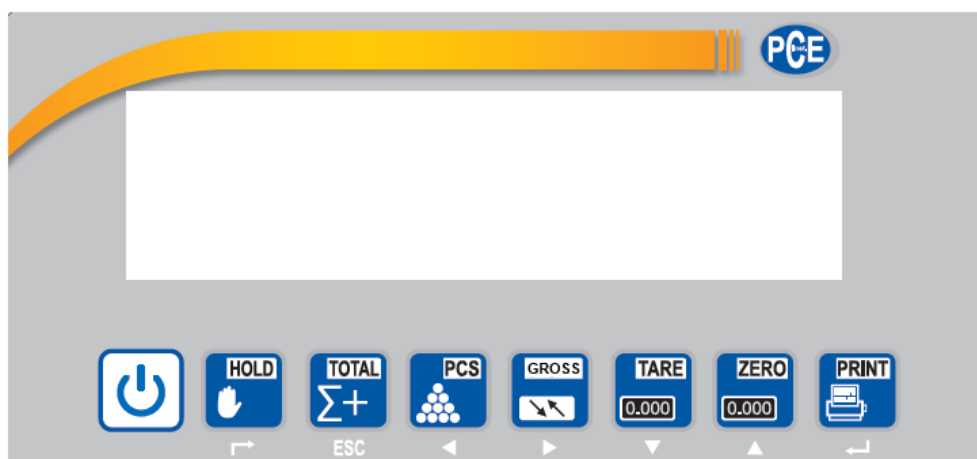 PCE
HOLD TOTAL PCS GROSS TARE ZERO PRINT
Σ+ 0.000 0.000
ESC